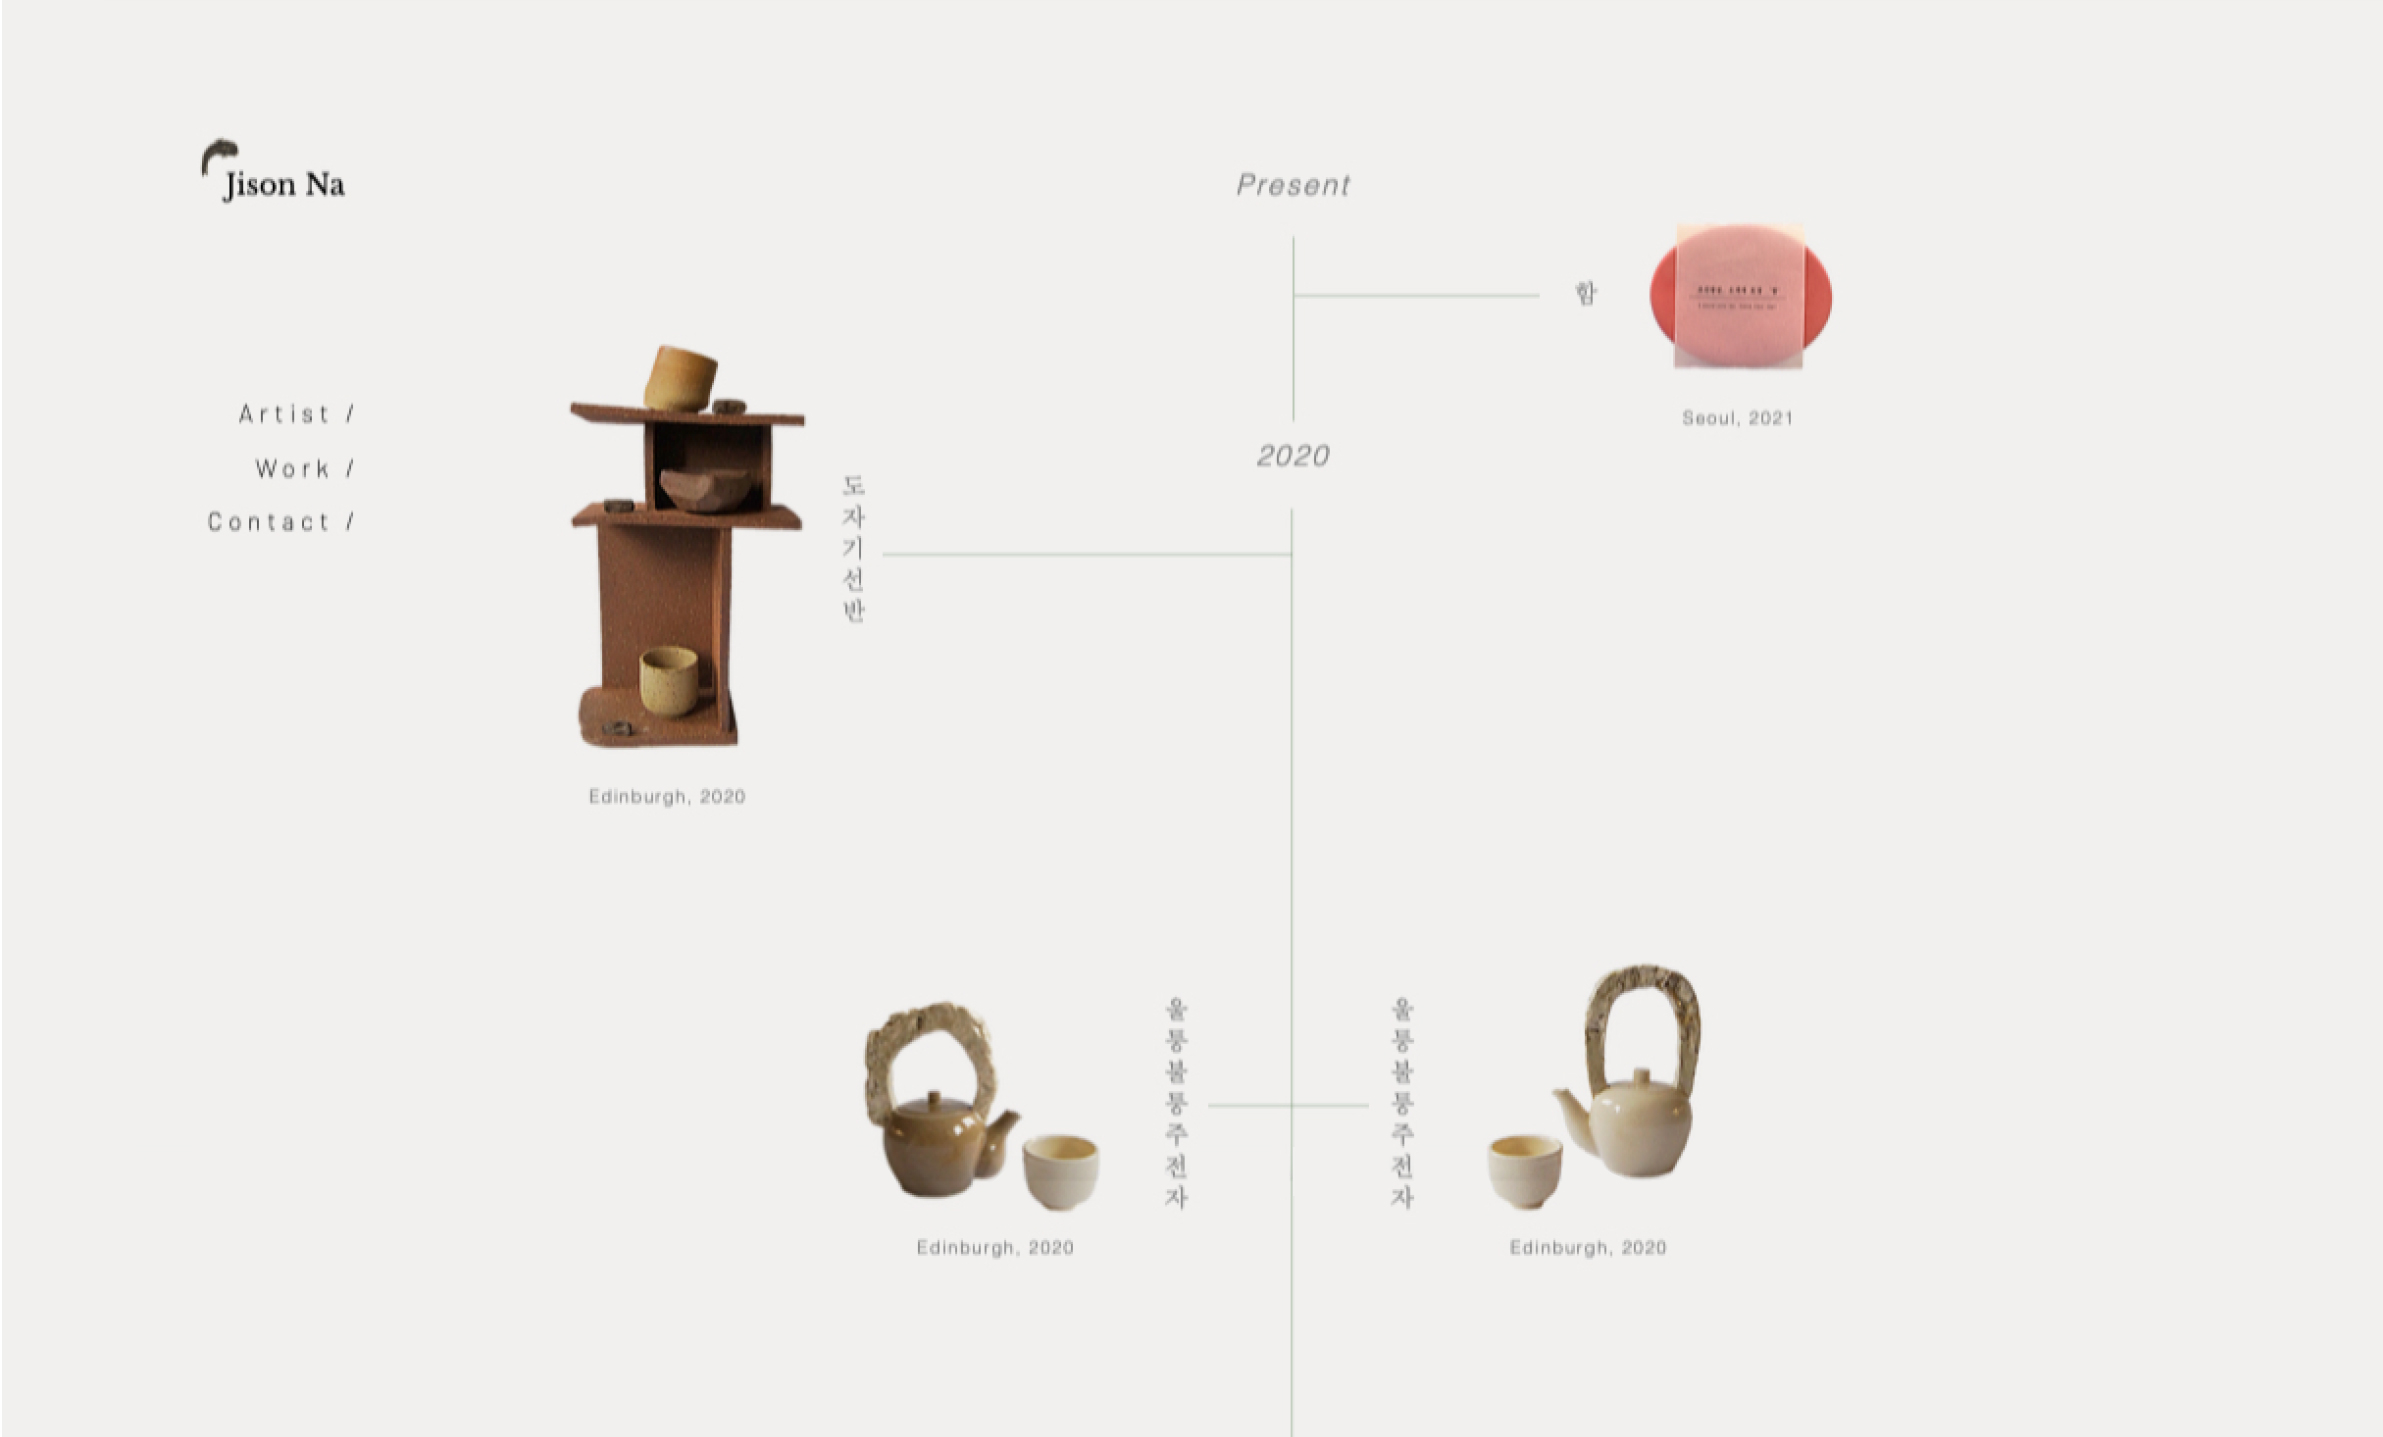 Jison Na
Artist /
Work /
Contact /
Present
함
Seoul, 2021
2020
도자기선반
Edinburgh, 2020
울퉁불퉁주전자
Edinburgh, 2020
울퉁불퉁주전자
Edinburgh, 2020